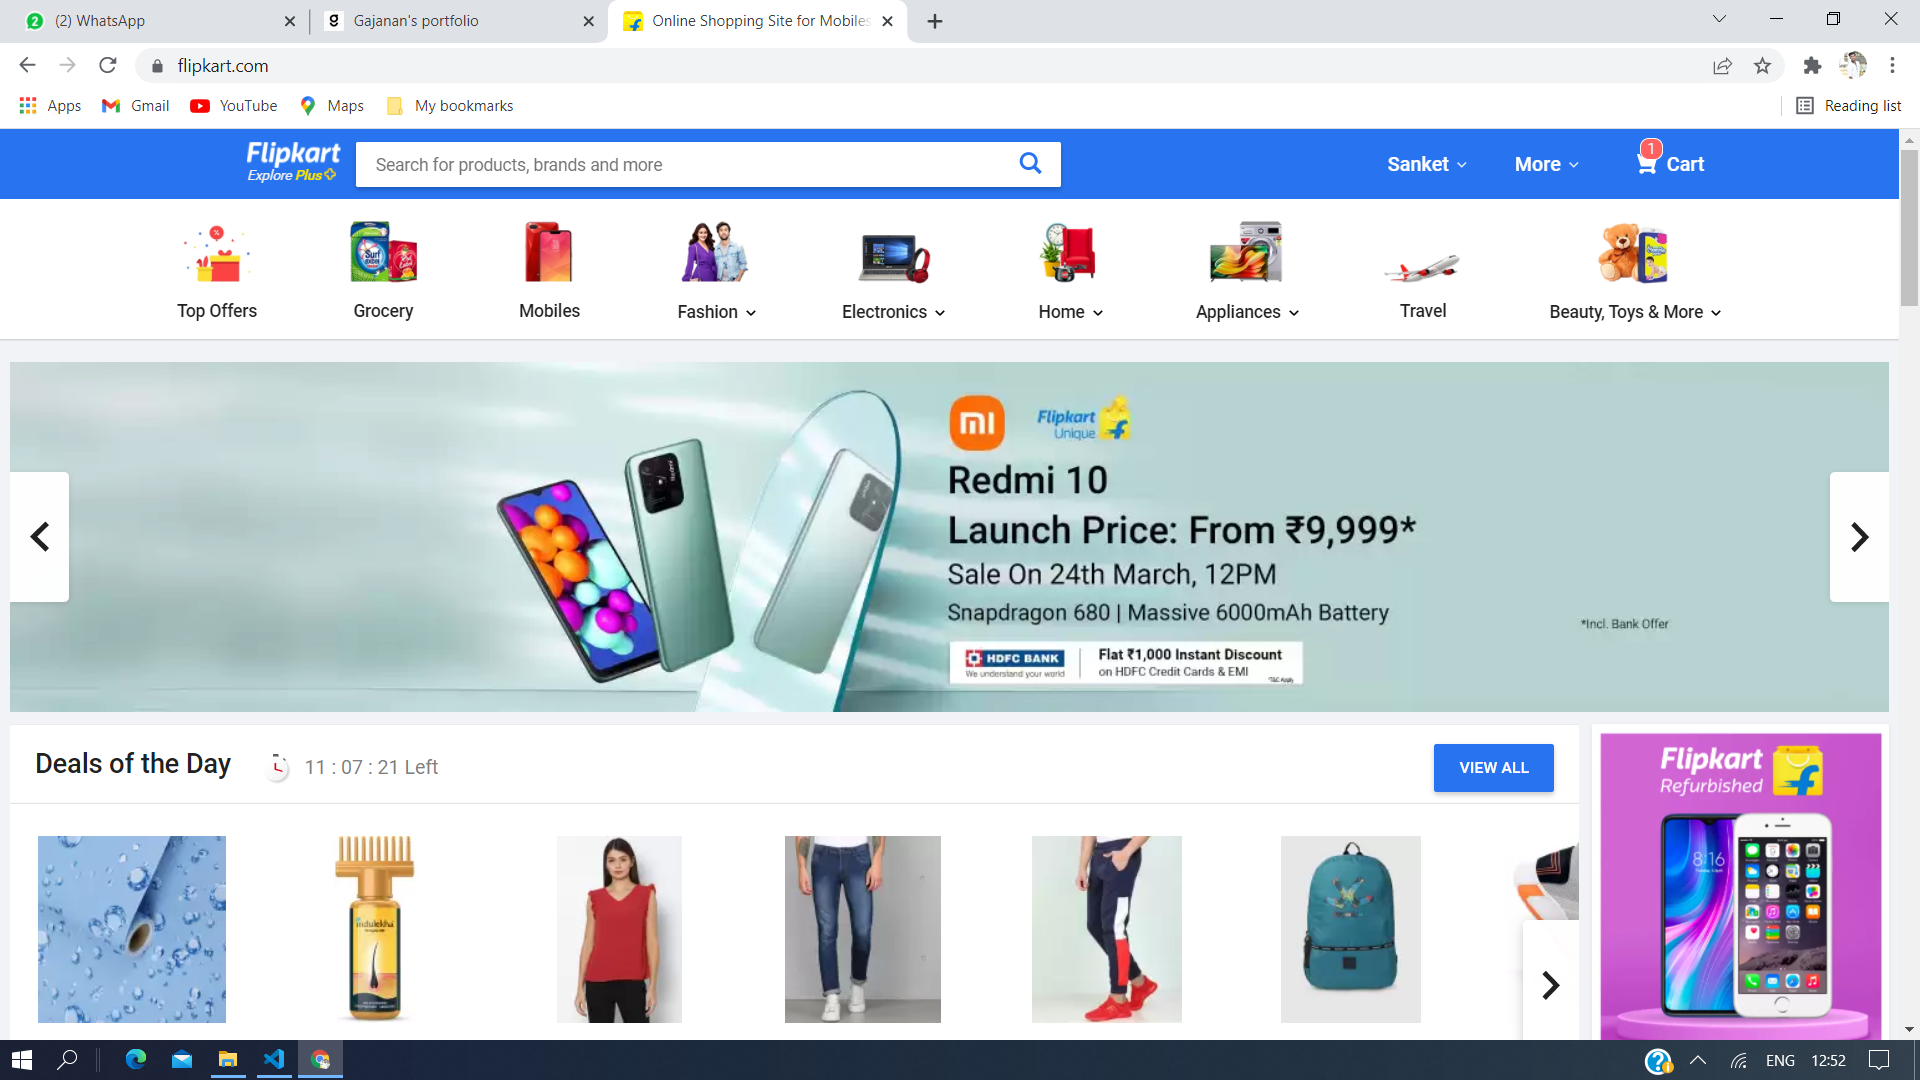 (2) WhatsApp
Gajanan's portfolio
Online Shopping Site for Mobiles
flipkart.com
Apps
Gmail
YouTube
Maps
My bookmarks
Reading list
Flipkart
Explore Plus
Search for products, brands and more
Sanket
More
1
Cart
Top Offers
Grocery
Mobiles
Fashion
Electronics
Home
Appliances
Travel
Beauty, Toys & More
Flipkart
Unique
Redmi 10
Launch Price: From ₹9,999*
Sale On 24th March, 12PM
Snapdragon 680 | Massive 6000mAh Battery
*Incl. Bank Offer
HDFC BANK
We understand your world
Flat ₹1,000 Instant Discount
on HDFC Credit Cards & EMI
*T&C Apply
Deals of the Day
11 : 07 : 21 Left
VIEW ALL
Flipkart
Refurbished
8:16
indulekha
ENG
12:52